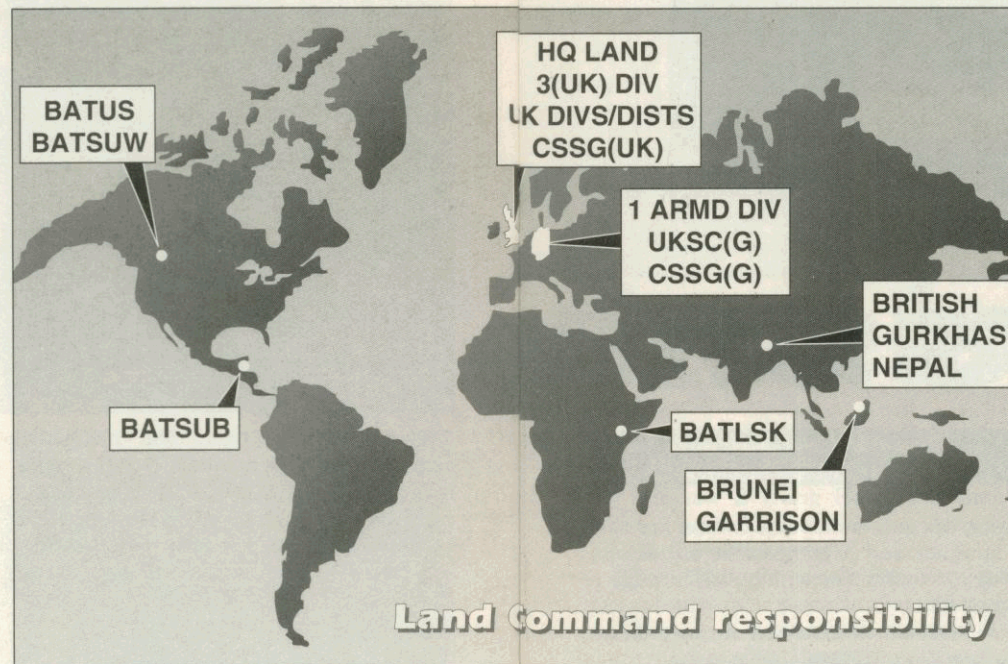 HQ LAND
3(UK) DIV
UK DIVS/DISTS
CSSG(UK)
BATUS
BATSUW
1 ARMD DIV
UKSC(G)
CSSG(G)
BRITISH
GURKHAS
NEPAL
BATSUB
BATLSK
BRUNEI
GARRISON
Land Command responsibility